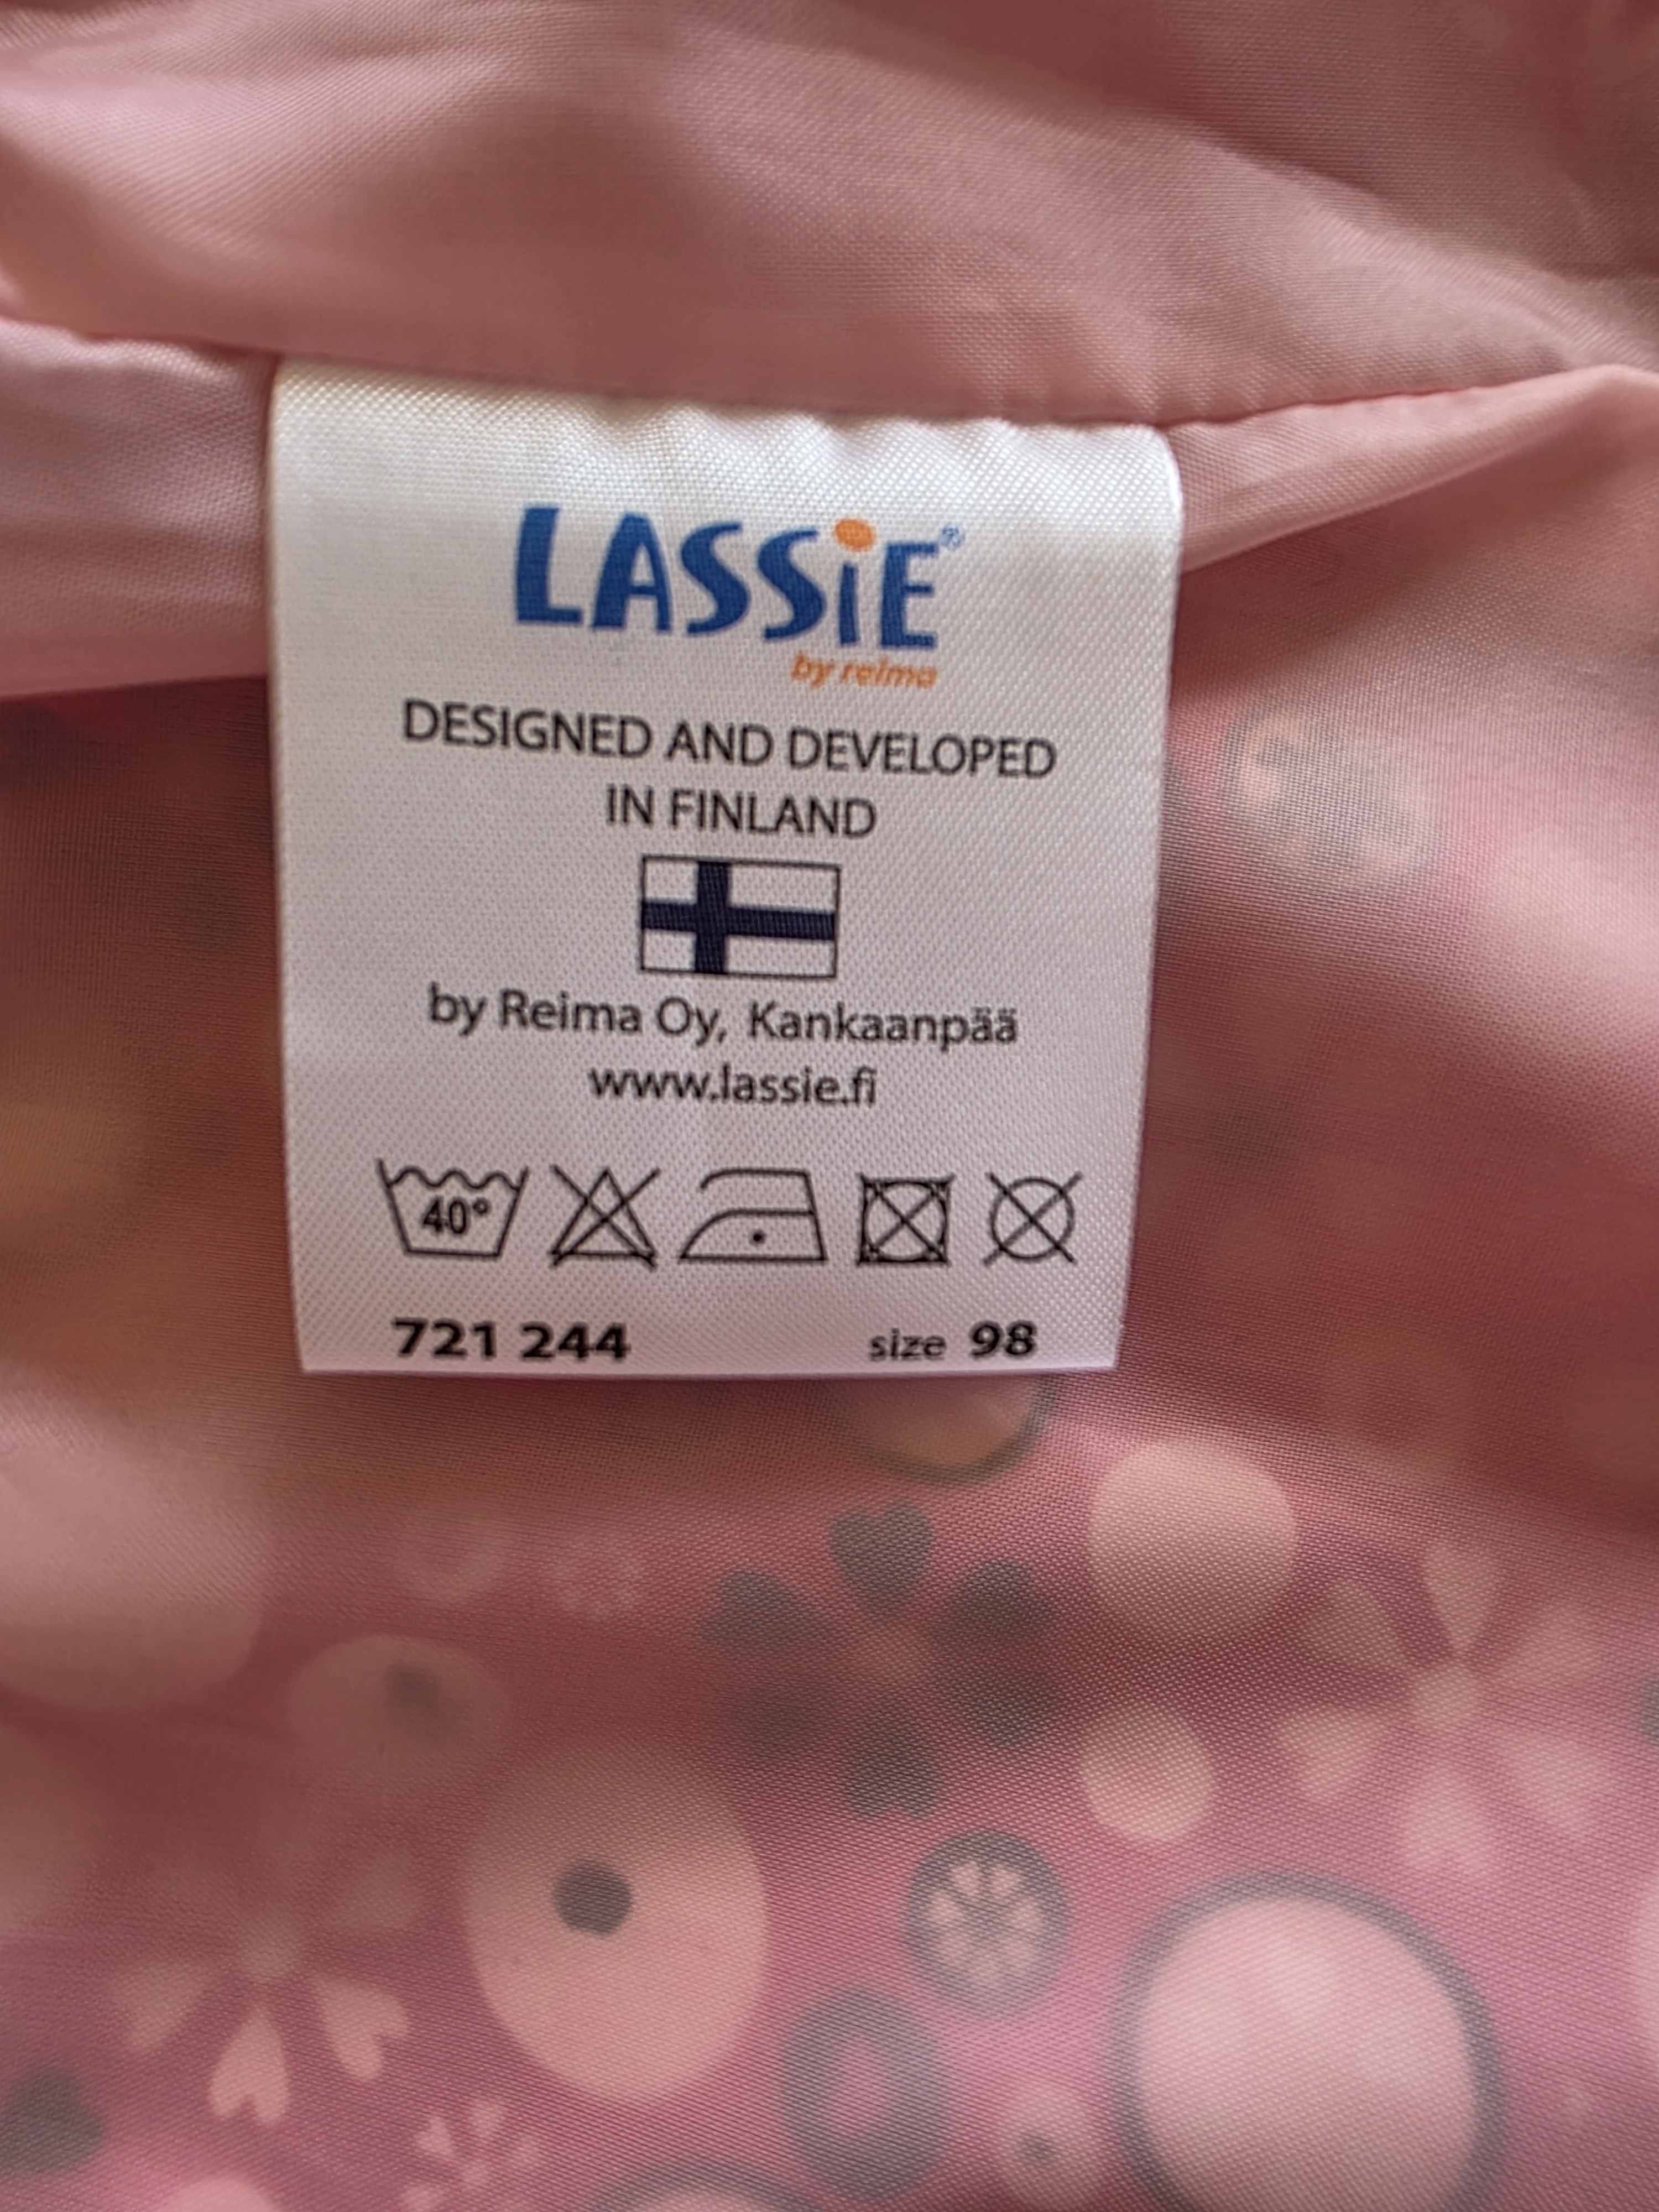 LASSiE®
by reima
DESIGNED AND DEVELOPED
IN FINLAND
by Reima Oy, Kankaanpää
www.lassie.fi
40°
721 244 size 98